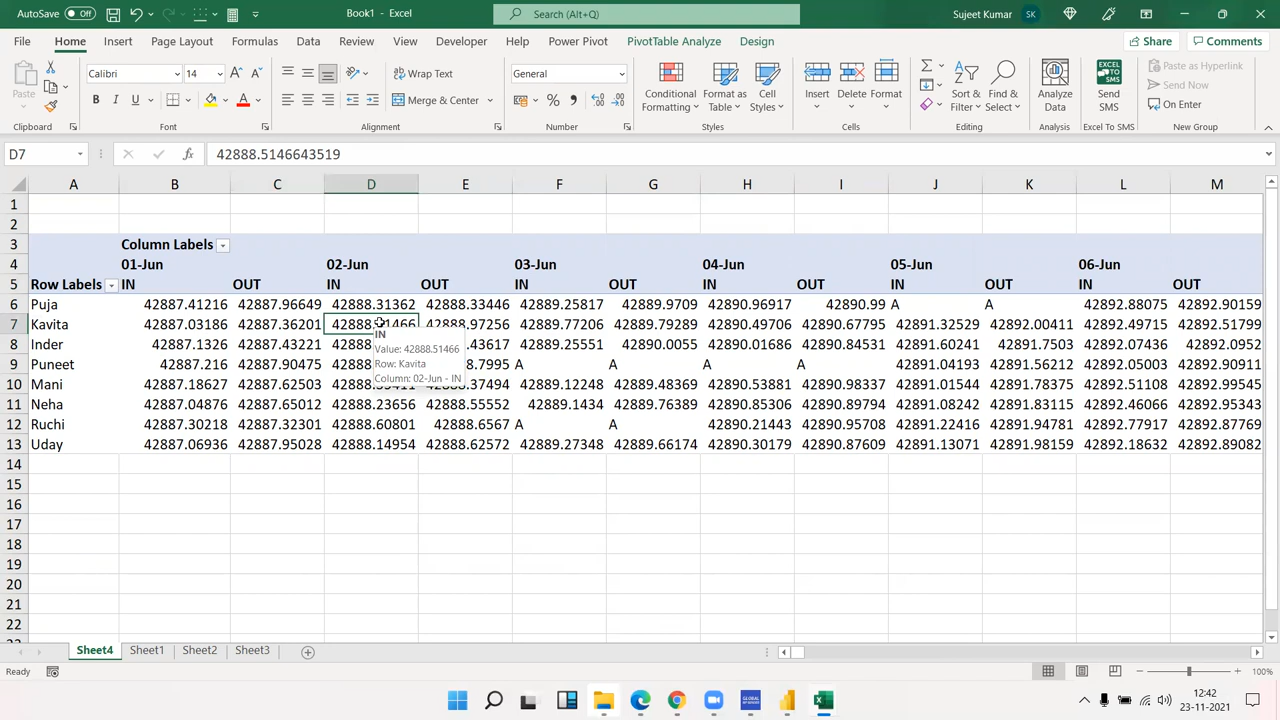 AutoSave Off Book1 - Excel Search (Alt+Q) Sujeet Kumar SK
File Home Insert Page Layout Formulas Data Review View Developer Help Power Pivot PivotTable Analyze Design Share Comments
Paste Calibri 14 Wrap Text General Conditional Formatting Format as Table Cell Styles Insert Delete Format Sort & Filter Find & Select Analyze Data Send SMS Paste as Hyperlink
B I U A Merge & Center % Send Now
On Enter
Clipboard Font Alignment Number Styles Cells Editing Analysis Excel To SMS New Group
D7 fx 42888.5146643519
A B C D E F G H I J K L M
1
2
3 Column Labels
4 01-Jun 02-Jun 03-Jun 04-Jun 05-Jun 06-Jun
5 Row Labels IN OUT IN OUT IN OUT IN OUT IN OUT IN OUT
6 Puja 42887.41216 42887.96649 42888.31362 42888.33446 42889.25817 42889.9709 42890.96917 42890.99 A A 42892.88075 42892.90159
7 Kavita 42887.03186 42887.36201 42888.51466 42888.97256 42889.77206 42889.79289 42890.49706 42890.67795 42891.32529 42892.00411 42892.49715 42892.51799
8 Inder 42887.1326 42887.43221 42888. .43617 42889.25551 42890.0055 42890.01686 42890.84531 42891.60241 42891.7503 42892.07436 42892.0952
9 Puneet 42887.216 42887.90475 42888. 8.7995 A A A A 42891.04193 42891.56212 42892.05003 42892.90911
10 Mani 42887.18627 42887.62503 42888. .37494 42889.12248 42889.38468 42890.53881 42890.98337 42891.01544 42891.78375 42892.51108 42892.99545
11 Neha 42887.04876 42887.65012 42888.23656 42888.55552 42889.1434 42889.76389 42890.85306 42890.89794 42891.08242 42891.83115 42892.46066 42892.95343
12 Ruchi 42887.30218 42887.32301 42888.60801 42888.6567 A A 42890.21443 42890.95708 42891.22416 42891.94781 42892.77917 42892.87769
13 Uday 42887.06936 42887.95028 42888.14954 42888.62572 42889.27348 42889.66174 42890.30179 42890.87609 42891.13071 42891.98159 42892.18632 42892.89082
IN
Value: 42888.51466
Row: Kavita
Column: 02-Jun - IN
14
15
16
17
18
19
20
21
22
Sheet4 Sheet1 Sheet2 Sheet3
Ready 100%
12:42
23-11-2021